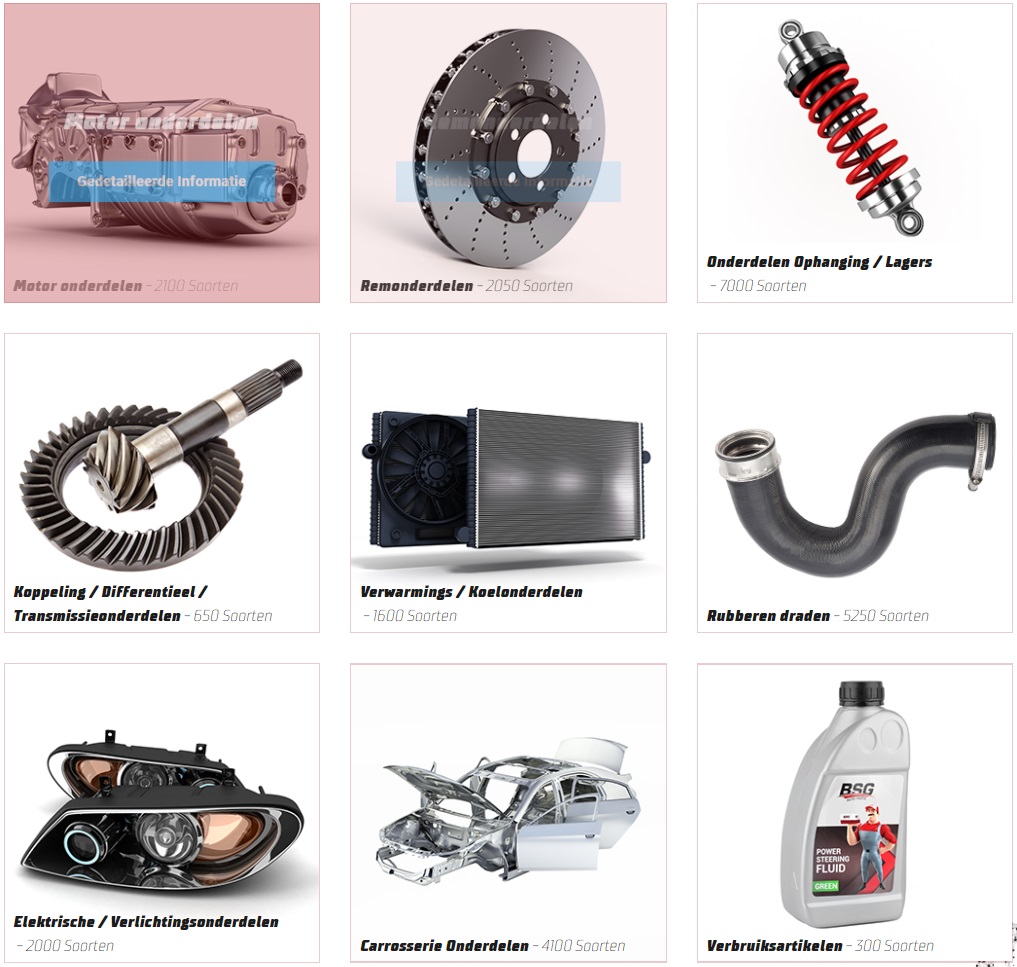 Motor onderdelen
Gedetailleerde Informatie
Motor onderdelen - 2100 Soorten
Remonderdelen
Gedetailleerde Informatie
Remonderdelen - 2050 Soorten
Onderdelen Ophanging / Lagers
- 7000 Soorten
Koppeling / Differentieel /
Transmissieonderdelen - 650 Soorten
Verwarmings / Koelonderdelen
- 1600 Soorten
Rubberen draden - 5250 Soorten
Elektrische / Verlichtingsonderdelen
- 2000 Soorten
Carrosserie Onderdelen - 4100 Soorten
BSG
AUTO PARTS
POWER
STEERING
FLUID
GREEN
Verbruiksartikelen - 300 Soorten